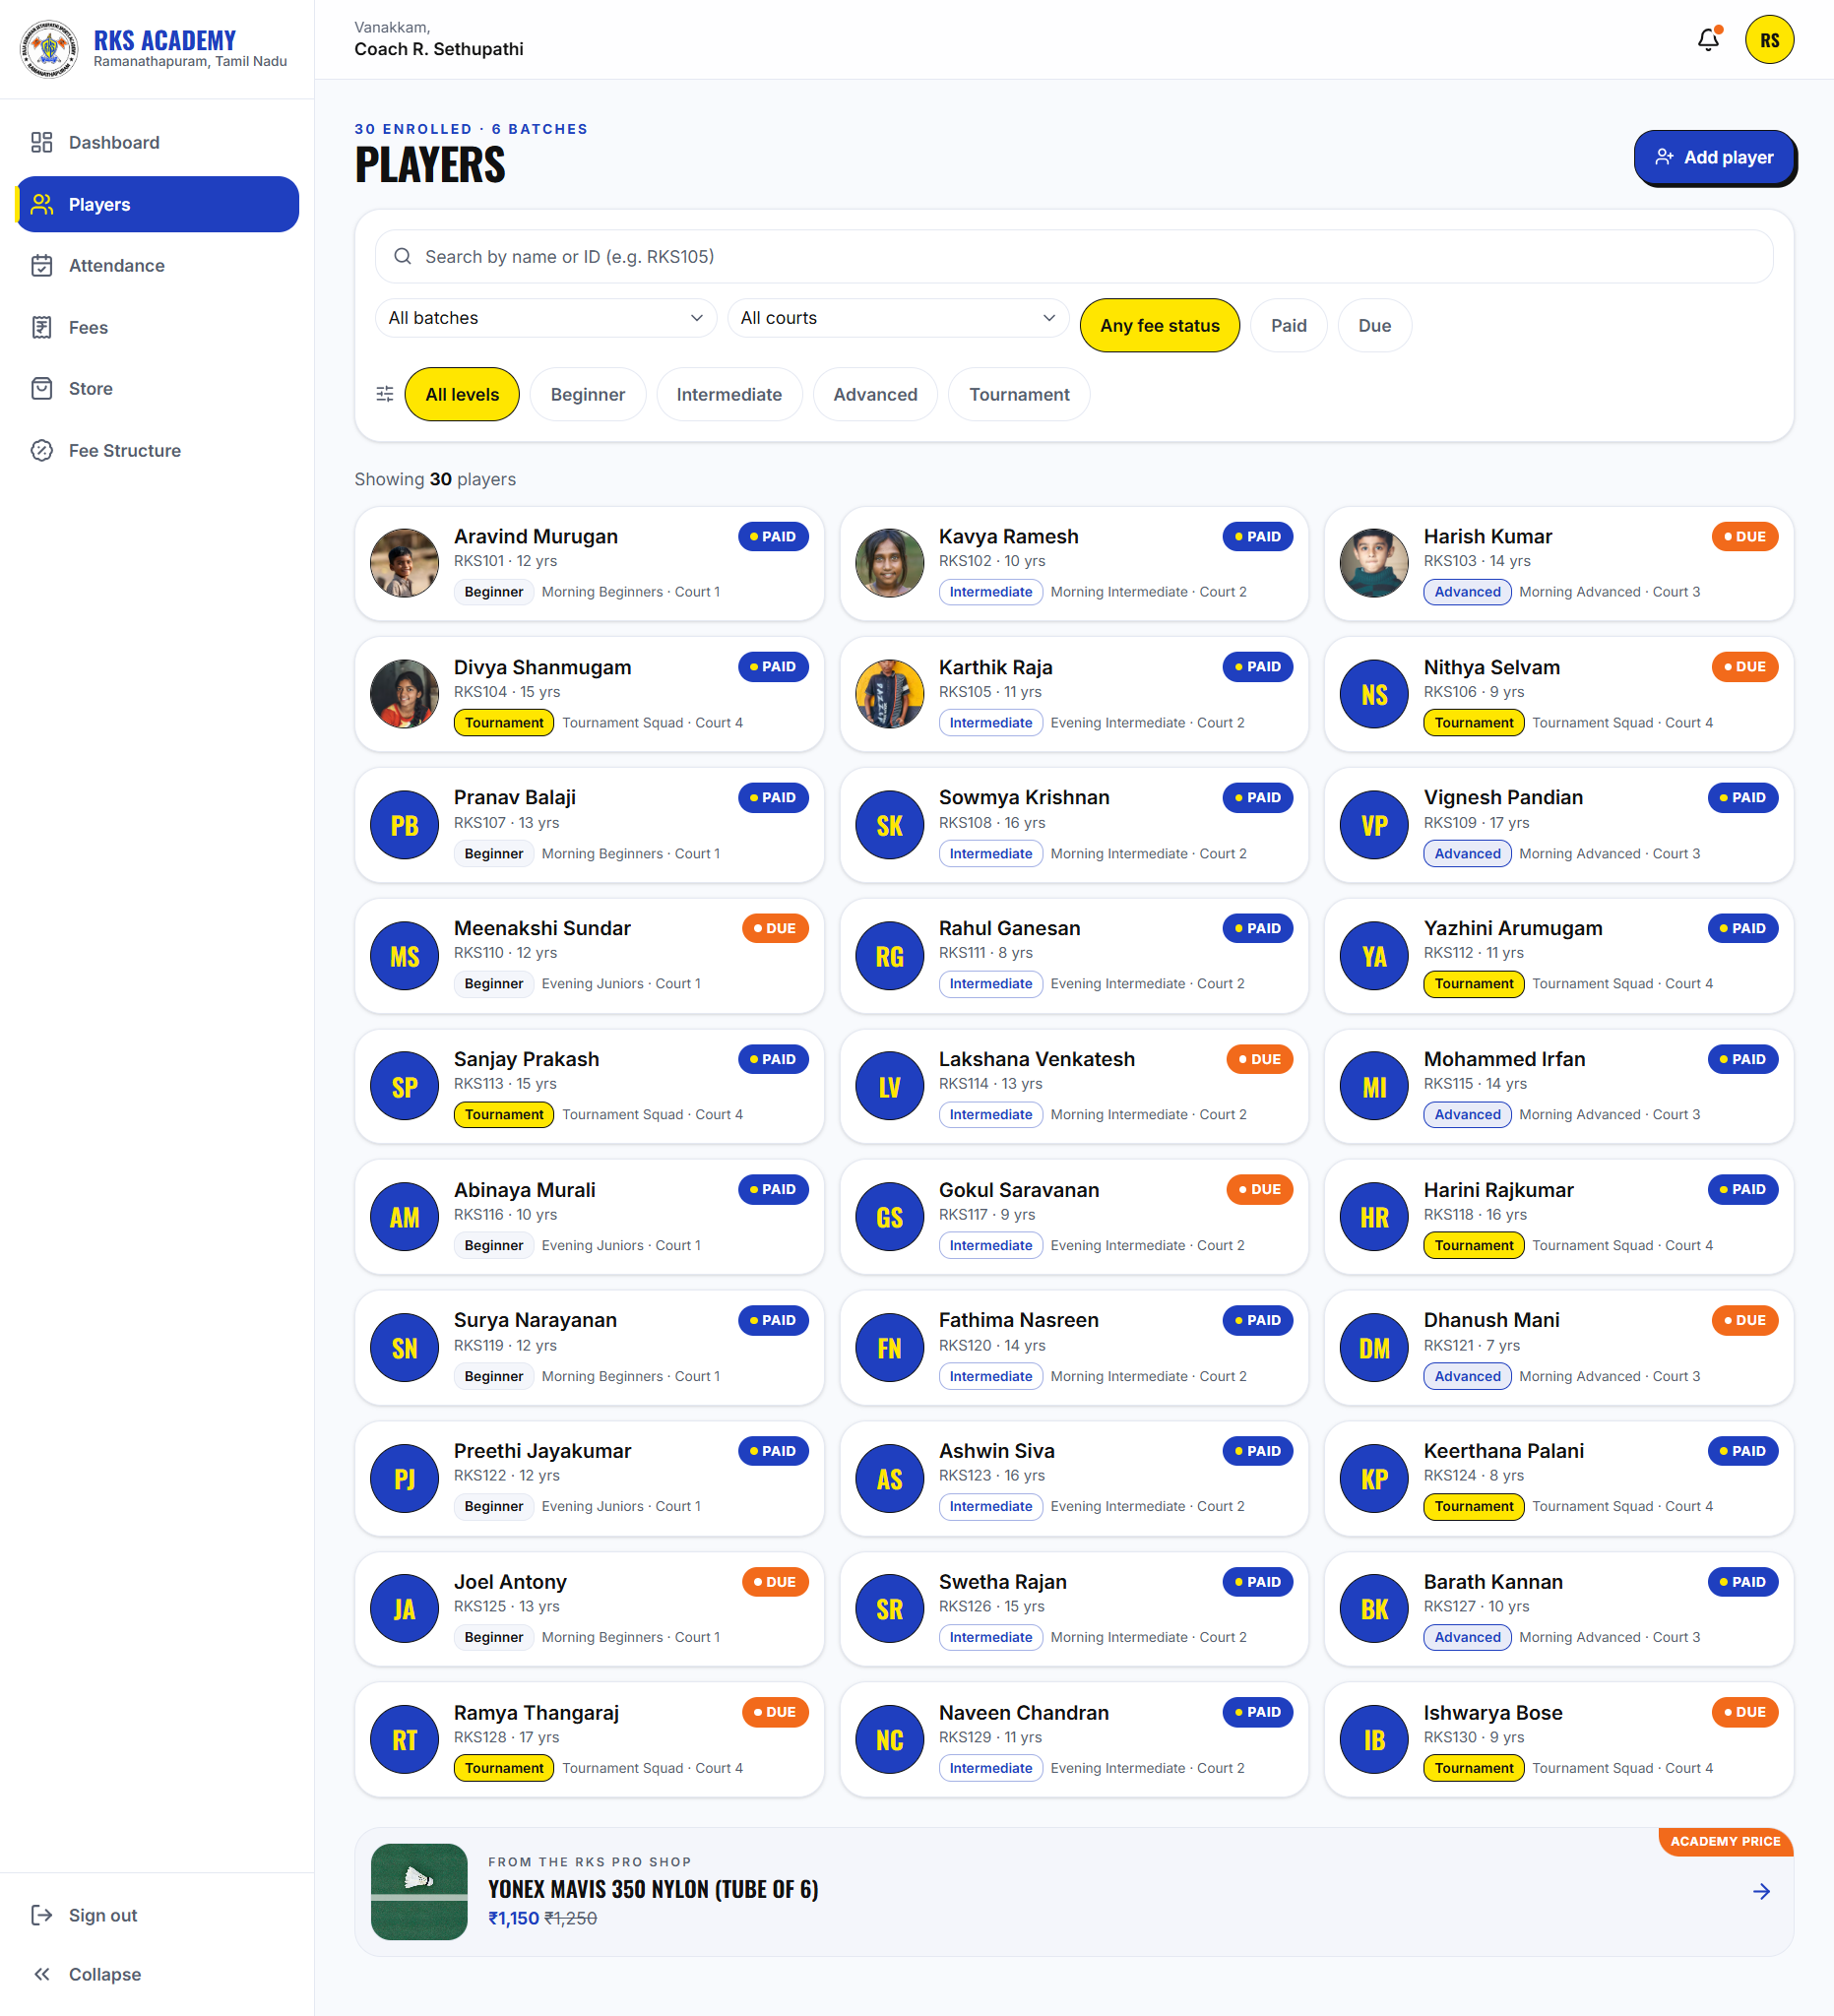 RKS ACADEMY
Ramanathapuram, Tamil Nadu
Dashboard
Players
Attendance
Fees
Store
Fee Structure
Sign out
Collapse
Vanakkam,
Coach R. Sethupathi
RS
30 ENROLLED · 6 BATCHES
PLAYERS
Add player
Search by name or ID (e.g. RKS105)
All batches
All courts
Any fee status
Paid
Due
All levels
Beginner
Intermediate
Advanced
Tournament
Showing 30 players
Aravind Murugan
PAID
RKS101 · 12 yrs
Beginner Morning Beginners · Court 1
Kavya Ramesh
PAID
RKS102 · 10 yrs
Intermediate Morning Intermediate · Court 2
Harish Kumar
DUE
RKS103 · 14 yrs
Advanced Morning Advanced · Court 3
Divya Shanmugam
PAID
RKS104 · 15 yrs
Tournament Tournament Squad · Court 4
Karthik Raja
PAID
RKS105 · 11 yrs
Intermediate Evening Intermediate · Court 2
NS
Nithya Selvam
DUE
RKS106 · 9 yrs
Tournament Tournament Squad · Court 4
PB
Pranav Balaji
PAID
RKS107 · 13 yrs
Beginner Morning Beginners · Court 1
SK
Sowmya Krishnan
PAID
RKS108 · 16 yrs
Intermediate Morning Intermediate · Court 2
VP
Vignesh Pandian
PAID
RKS109 · 17 yrs
Advanced Morning Advanced · Court 3
MS
Meenakshi Sundar
DUE
RKS110 · 12 yrs
Beginner Evening Juniors · Court 1
RG
Rahul Ganesan
PAID
RKS111 · 8 yrs
Intermediate Evening Intermediate · Court 2
YA
Yazhini Arumugam
PAID
RKS112 · 11 yrs
Tournament Tournament Squad · Court 4
SP
Sanjay Prakash
PAID
RKS113 · 15 yrs
Tournament Tournament Squad · Court 4
LV
Lakshana Venkatesh
DUE
RKS114 · 13 yrs
Intermediate Morning Intermediate · Court 2
MI
Mohammed Irfan
PAID
RKS115 · 14 yrs
Advanced Morning Advanced · Court 3
AM
Abinaya Murali
PAID
RKS116 · 10 yrs
Beginner Evening Juniors · Court 1
GS
Gokul Saravanan
DUE
RKS117 · 9 yrs
Intermediate Evening Intermediate · Court 2
HR
Harini Rajkumar
PAID
RKS118 · 16 yrs
Tournament Tournament Squad · Court 4
SN
Surya Narayanan
PAID
RKS119 · 12 yrs
Beginner Morning Beginners · Court 1
FN
Fathima Nasreen
PAID
RKS120 · 14 yrs
Intermediate Morning Intermediate · Court 2
DM
Dhanush Mani
DUE
RKS121 · 7 yrs
Advanced Morning Advanced · Court 3
PJ
Preethi Jayakumar
PAID
RKS122 · 12 yrs
Beginner Evening Juniors · Court 1
AS
Ashwin Siva
PAID
RKS123 · 16 yrs
Intermediate Evening Intermediate · Court 2
KP
Keerthana Palani
PAID
RKS124 · 8 yrs
Tournament Tournament Squad · Court 4
JA
Joel Antony
DUE
RKS125 · 13 yrs
Beginner Morning Beginners · Court 1
SR
Swetha Rajan
PAID
RKS126 · 15 yrs
Intermediate Morning Intermediate · Court 2
BK
Barath Kannan
PAID
RKS127 · 10 yrs
Advanced Morning Advanced · Court 3
RT
Ramya Thangaraj
DUE
RKS128 · 17 yrs
Tournament Tournament Squad · Court 4
NC
Naveen Chandran
PAID
RKS129 · 11 yrs
Intermediate Evening Intermediate · Court 2
IB
Ishwarya Bose
DUE
RKS130 · 9 yrs
Tournament Tournament Squad · Court 4
ACADEMY PRICE
FROM THE RKS PRO SHOP
YONEX MAVIS 350 NYLON (TUBE OF 6)
₹1,150 ₹1,250